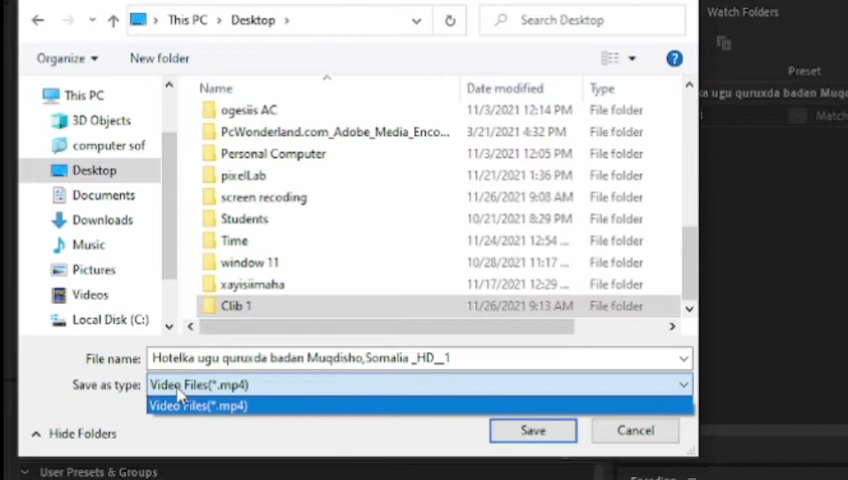 This PC > Desktop >
Search Desktop
Watch Folders
Organize
New folder
Preset
Name
Date modified
Type
ka ugu quruxda badan Muqd
This PC
3D Objects
computer sof
Desktop
Documents
Downloads
Music
Pictures
Videos
Local Disk (C:)
ogesiis AC 11/3/2021 12:14 PM File folder
Match
PcWonderland.com_Adobe_Media_Enco... 3/21/2021 4:32 PM File folder
Personal Computer 11/3/2021 12:05 PM File folder
pixelLab 11/21/2021 1:36 PM File folder
screen recoding 11/26/2021 9:08 AM File folder
Students 10/21/2021 8:29 PM File folder
Time 11/24/2021 12:54 ... File folder
window 11 10/28/2021 11:17 ... File folder
xayisiimaha 11/17/2021 12:29 ... File folder
Clib 1 11/26/2021 9:13 AM File folder
File name: Hotelka ugu quruxda badan Muqdisho,Somalia _HD__1
Save as type: Video Files(*.mp4)
Video Files(*.mp4)
Hide Folders
Save
Cancel
User Presets & Groups